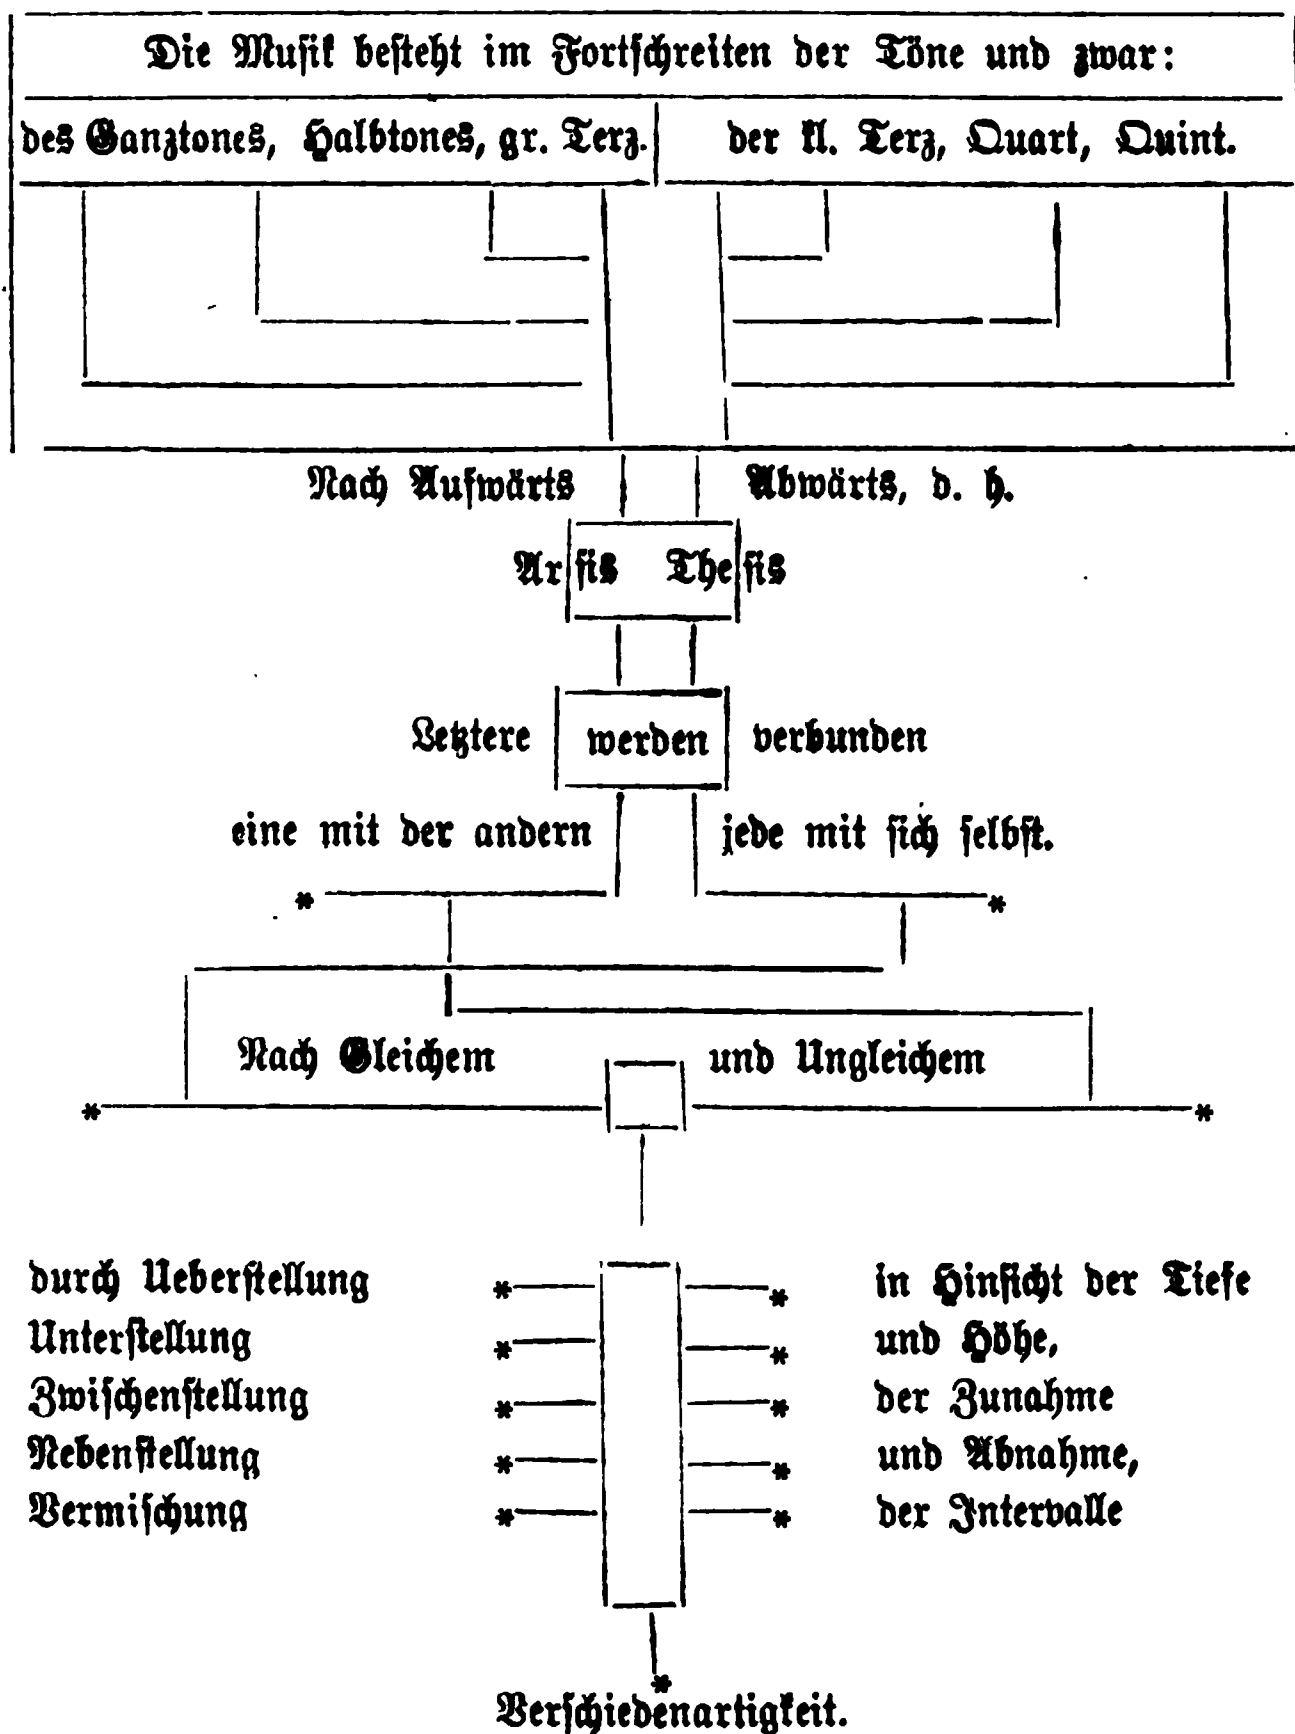 Die Musik besteht im Fortschreiten der Töne und zwar:
des Ganztones, Halbtones, gr. Terz. der kl. Terz, Quart, Quint.
Nach Aufwärts Abwärts, d. h.
Arsis Thesis
Letztere werden verbunden
eine mit der andern jede mit sich selbst.
* *
Nach Gleichem und Ungleichem
* *
durch Ueberstellung * * in Hinsicht der Tiefe
Unterstellung * * und Höhe,
Zwischenstellung * * der Zunahme
Nebenstellung * * und Abnahme,
Vermischung * * der Intervalle
*
Verschiedenartigkeit.